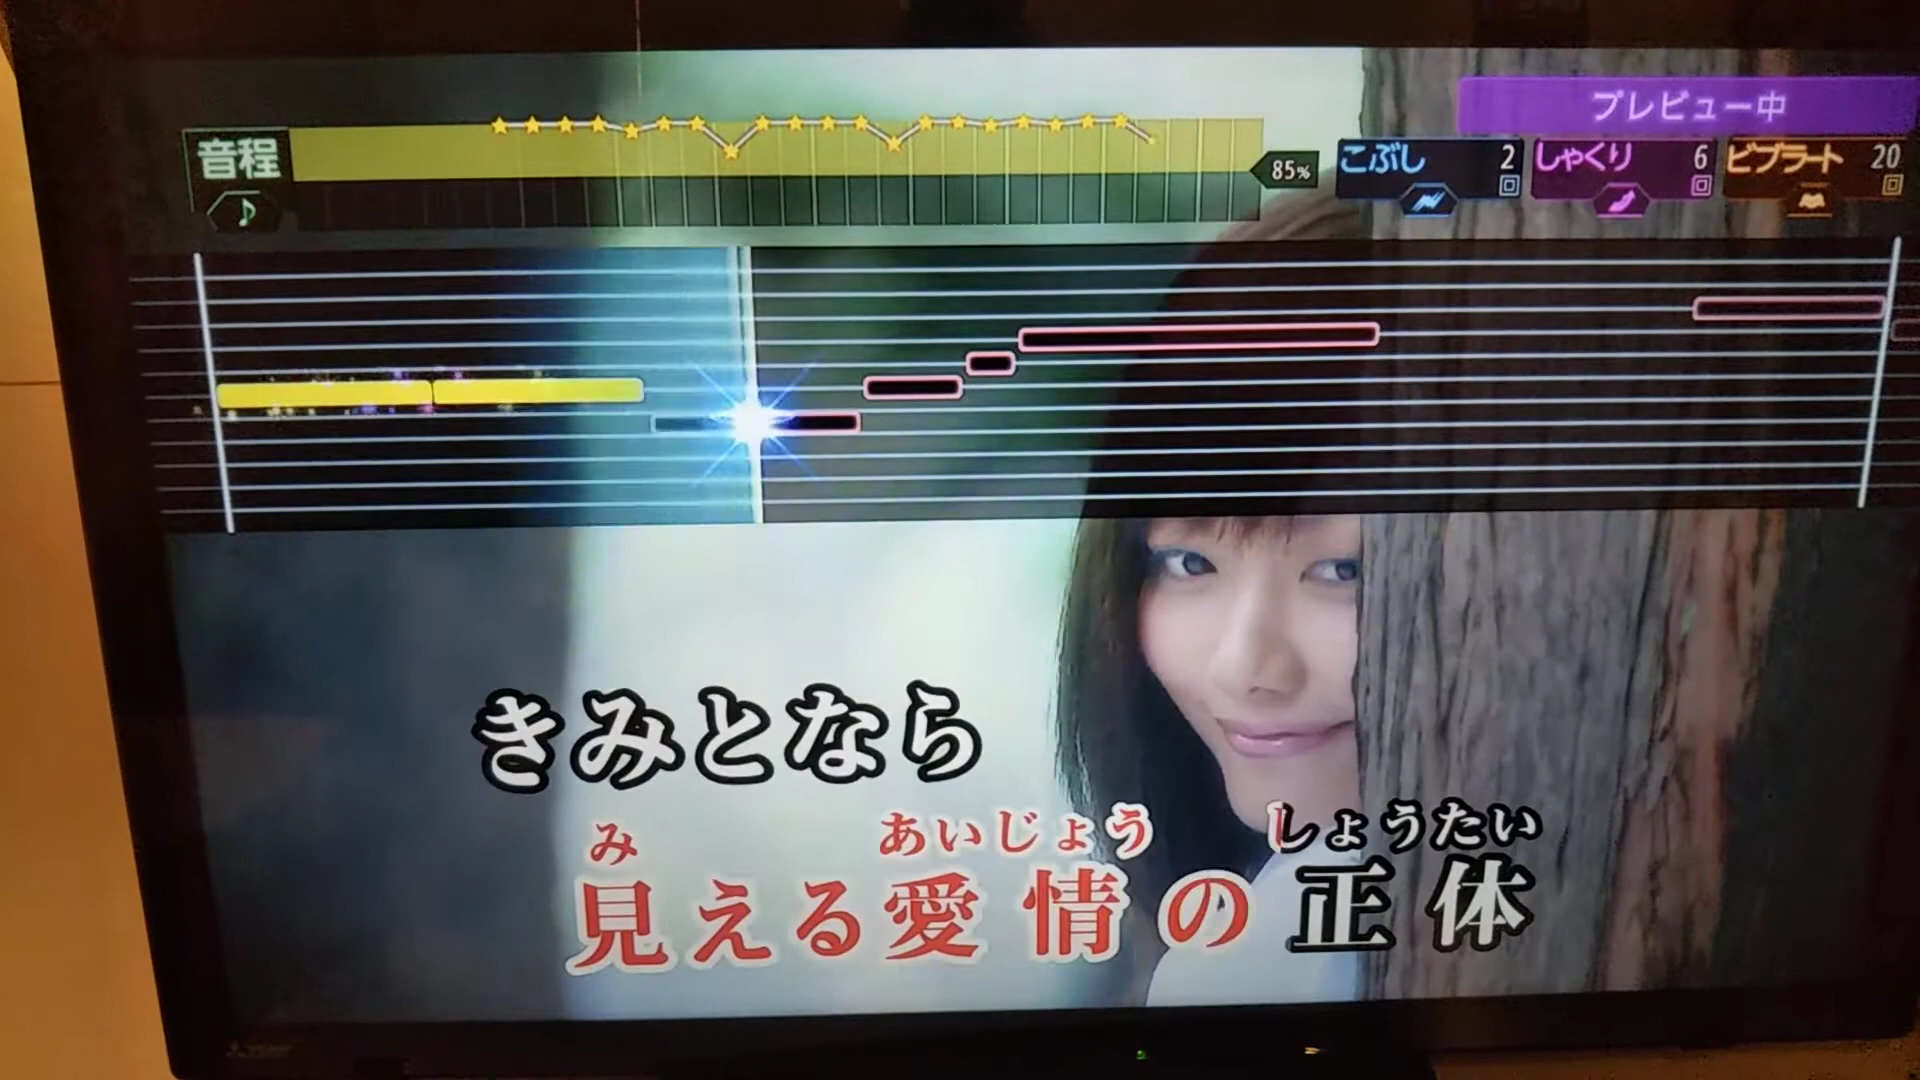 プレビュー中
音程
85%
こぶし 2
しゃくり 6
ビブラート 20
きみとなら
み あいじょう しょうたい
見える愛情の正体